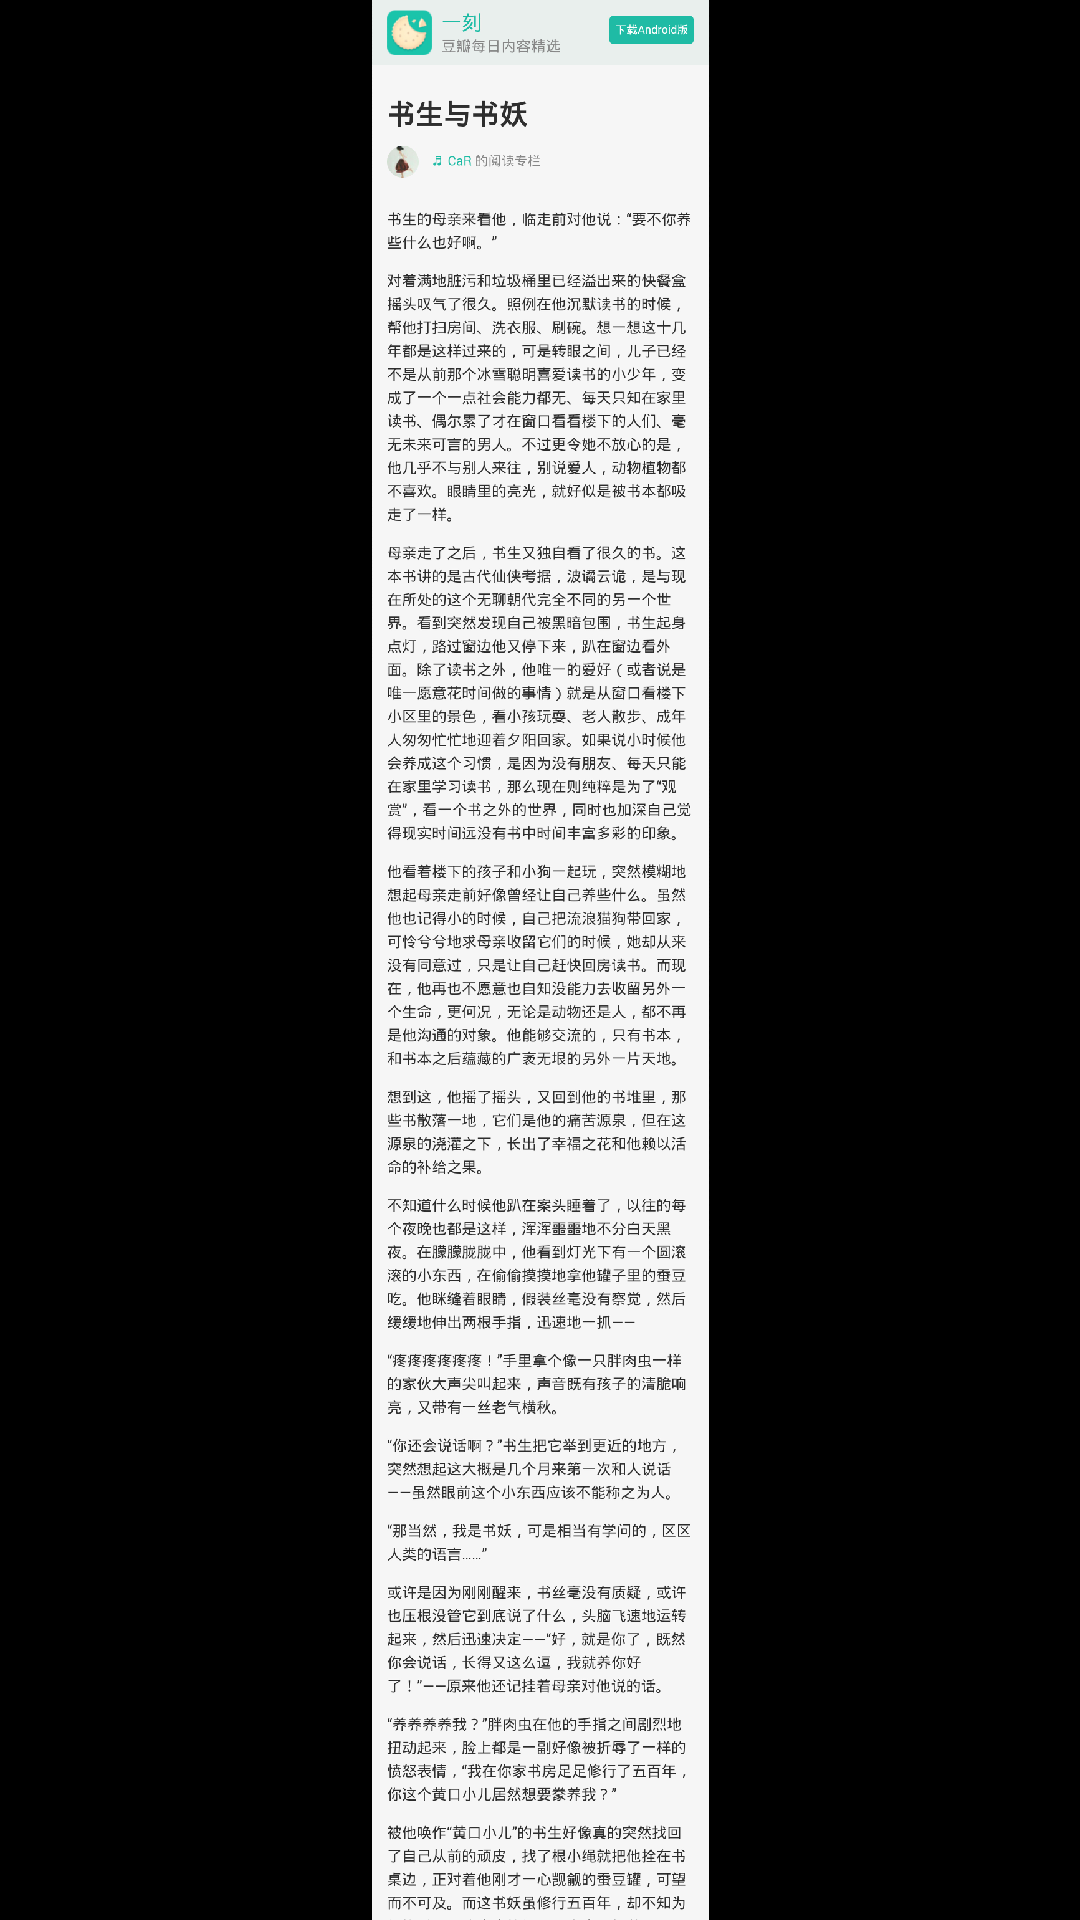 一刻
豆瓣每日内容精选
下载Android版
书生与书妖
♬ CaR 的阅读专栏
书生的母亲来看他，临走前对他说：“要不你养
些什么也好啊。”
对着满地脏污和垃圾桶里已经溢出来的快餐盒
摇头叹气了很久。照例在他沉默读书的时候，
帮他打扫房间、洗衣服、刷碗。想一想这十几
年都是这样过来的，可是转眼之间，儿子已经
不是从前那个冰雪聪明喜爱读书的小少年，变
成了一个一点社会能力都无、每天只知在家里
读书、偶尔累了才在窗口看看楼下的人们、毫
无未来可言的男人。不过更令她不放心的是，
他几乎不与别人来往，别说爱人，动物植物都
不喜欢。眼睛里的亮光，就好似是被书本都吸
走了一样。
母亲走了之后，书生又独自看了很久的书。这
本书讲的是古代仙侠考据，波谲云诡，是与现
在所处的这个无聊朝代完全不同的另一个世
界。看到突然发现自己被黑暗包围，书生起身
点灯，路过窗边他又停下来，趴在窗边看外
面。除了读书之外，他唯一的爱好（或者说是
唯一愿意花时间做的事情）就是从窗口看楼下
小区里的景色，看小孩玩耍、老人散步、成年
人匆匆忙忙地迎着夕阳回家。如果说小时候他
会养成这个习惯，是因为没有朋友、每天只能
在家里学习读书，那么现在则纯粹是为了“观
赏”，看一个书之外的世界，同时也加深自己觉
得现实时间远没有书中时间丰富多彩的印象。
他看着楼下的孩子和小狗一起玩，突然模糊地
想起母亲走前好像曾经让自己养些什么。虽然
他也记得小的时候，自己把流浪猫狗带回家，
可怜兮兮地求母亲收留它们的时候，她却从来
没有同意过，只是让自己赶快回房读书。而现
在，他再也不愿意也自知没能力去收留另外一
个生命，更何况，无论是动物还是人，都不再
是他沟通的对象。他能够交流的，只有书本，
和书本之后蕴藏的广袤无垠的另外一片天地。
想到这，他摇了摇头，又回到他的书堆里，那
些书散落一地，它们是他的痛苦源泉，但在这
源泉的浇灌之下，长出了幸福之花和他赖以活
命的补给之果。
不知道什么时候他趴在案头睡着了，以往的每
个夜晚也都是这样，浑浑噩噩地不分白天黑
夜。在朦朦胧胧中，他看到灯光下有一个圆滚
滚的小东西，在偷偷摸摸地拿他罐子里的蚕豆
吃。他眯缝着眼睛，假装丝毫没有察觉，然后
缓缓地伸出两根手指，迅速地一抓——
“疼疼疼疼疼疼！”手里拿个像一只胖肉虫一样
的家伙大声尖叫起来，声音既有孩子的清脆响
亮，又带有一丝老气横秋。
“你还会说话啊？”书生把它举到更近的地方，
突然想起这大概是几个月来第一次和人说话
——虽然眼前这个小东西应该不能称之为人。
“那当然，我是书妖，可是相当有学问的，区区
人类的语言……”
或许是因为刚刚醒来，书丝毫没有质疑，或许
也压根没管它到底说了什么，头脑飞速地运转
起来，然后迅速决定——“好，就是你了，既然
你会说话，长得又这么逗，我就养你好
了！”——原来他还记挂着母亲对他说的话。
“养养养养我？”胖肉虫在他的手指之间剧烈地
扭动起来，脸上都是一副好像被折辱了一样的
愤怒表情，“我在你家书房足足修行了五百年，
你这个黄口小儿居然想要豢养我？”
被他唤作“黄口小儿”的书生好像真的突然找回
了自己从前的顽皮，找了根小绳就把他拴在书
桌边，正对着他刚才一心觊觎的蚕豆罐，可望
而不可及。而这书妖虽修行五百年，却不知为